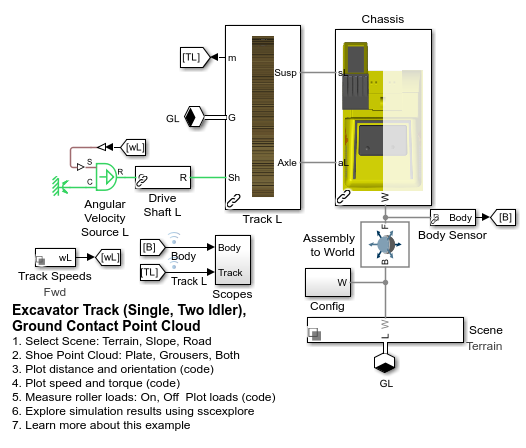 Chassis
[TL]
m
Susp
sL
GL
G
[wL]
S
R
C
R
Sh
Axle
aL
Angular
Velocity
Source L
Drive
Shaft L
Track L
W
F
B
Body
[B]
Body Sensor
Assembly
to World
wL
[wL]
Track Speeds
Fwd
[B]
Body
Body
[TL]
Track L
Track
Scopes
W
Config
W
L
Scene
Terrain
GL
Excavator Track (Single, Two Idler),
Ground Contact Point Cloud
1. Select Scene: Terrain, Slope, Road
2. Shoe Point Cloud: Plate, Grousers, Both
3. Plot distance and orientation (code)
4. Plot speed and torque (code)
5. Measure roller loads: On, Off Plot loads (code)
6. Explore simulation results using sscexplore
7. Learn more about this example